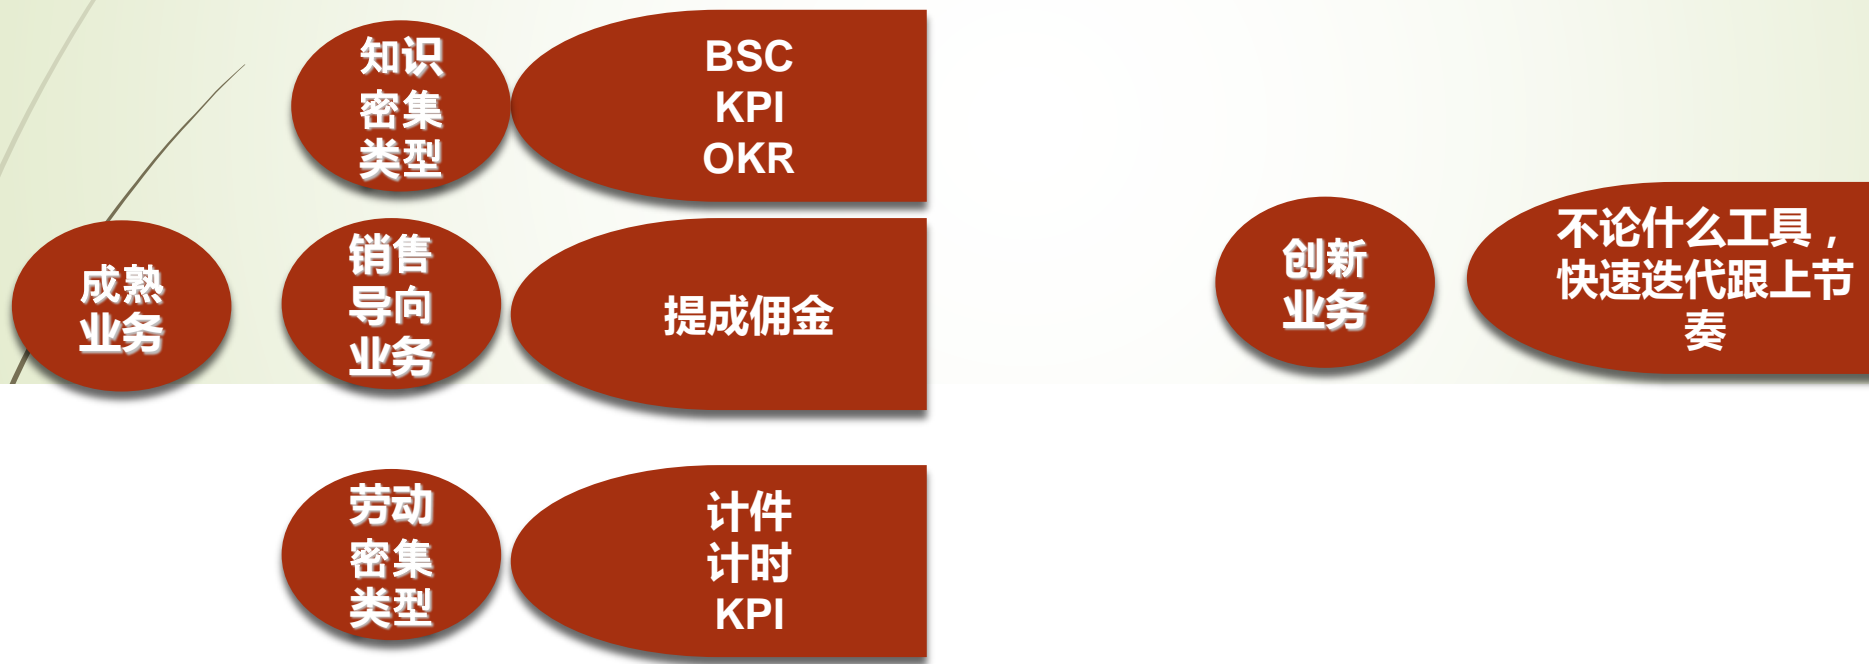 知识
密集
类型
BSC
KPI
OKR
成熟
业务
销售
导向
业务
提成佣金
劳动
密集
类型
计件
计时
KPI
创新
业务
不论什么工具，
快速迭代跟上节
奏